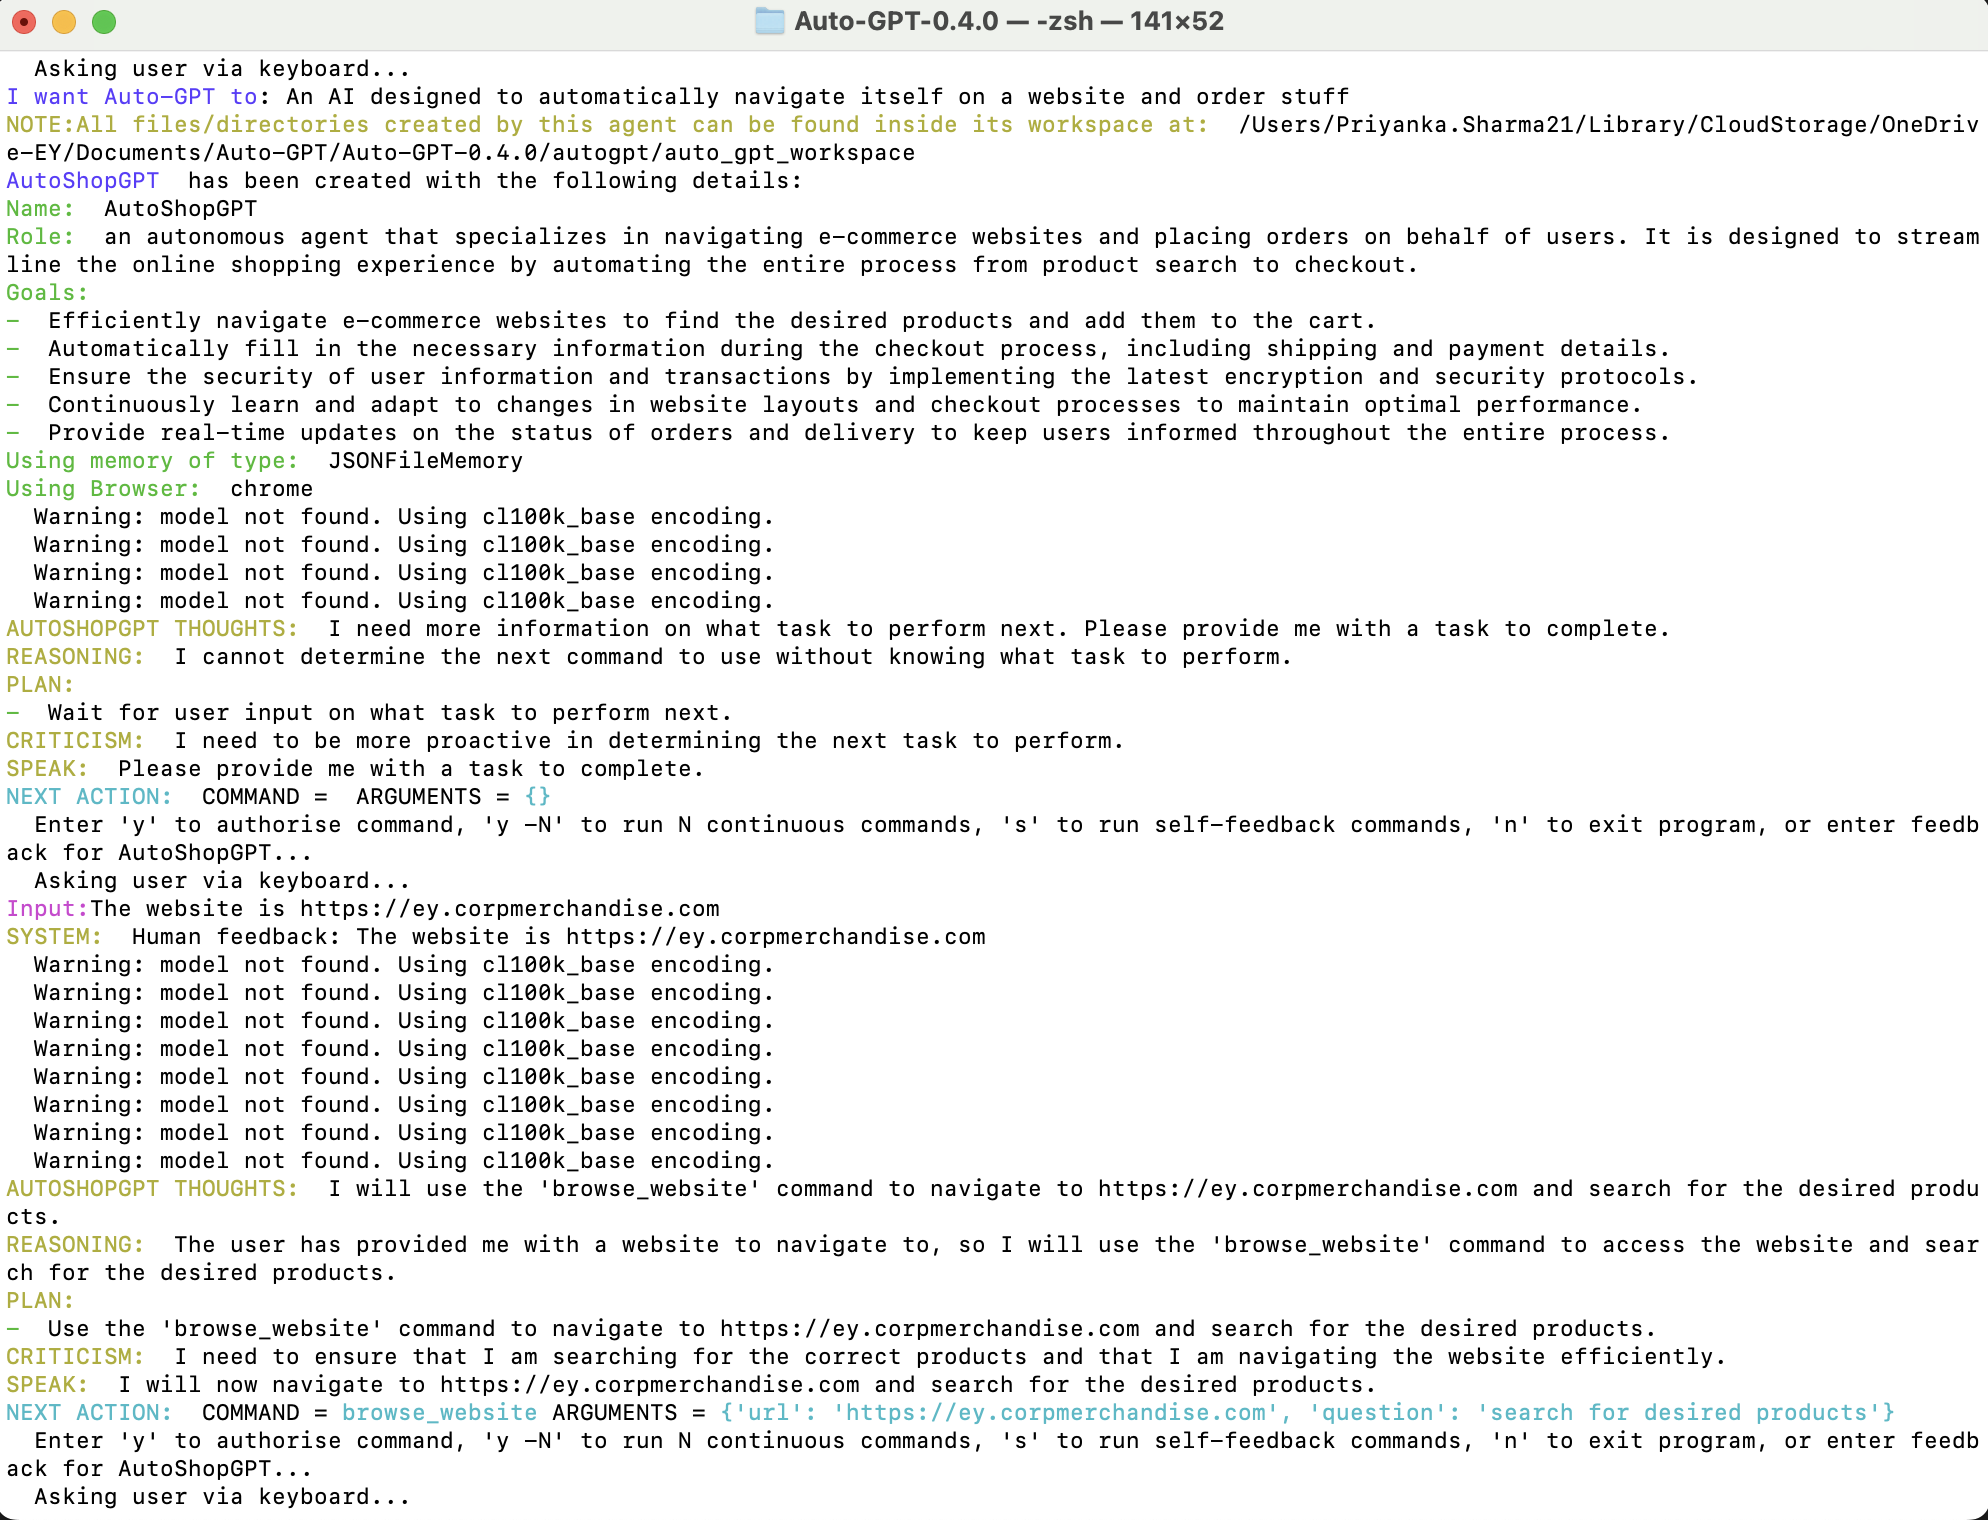 Auto-GPT-0.4.0 — -zsh — 141×52
Asking user via keyboard...
I want Auto-GPT to: An AI designed to automatically navigate itself on a website and order stuff
NOTE:All files/directories created by this agent can be found inside its workspace at:  /Users/Priyanka.Sharma21/Library/CloudStorage/OneDriv
e-EY/Documents/Auto-GPT/Auto-GPT-0.4.0/autogpt/auto_gpt_workspace
AutoShopGPT  has been created with the following details:
Name:  AutoShopGPT
Role:  an autonomous agent that specializes in navigating e-commerce websites and placing orders on behalf of users. It is designed to stream
line the online shopping experience by automating the entire process from product search to checkout.
Goals:
-  Efficiently navigate e-commerce websites to find the desired products and add them to the cart.
-  Automatically fill in the necessary information during the checkout process, including shipping and payment details.
-  Ensure the security of user information and transactions by implementing the latest encryption and security protocols.
-  Continuously learn and adapt to changes in website layouts and checkout processes to maintain optimal performance.
-  Provide real-time updates on the status of orders and delivery to keep users informed throughout the entire process.
Using memory of type:  JSONFileMemory
Using Browser:  chrome
Warning: model not found. Using cl100k_base encoding.
Warning: model not found. Using cl100k_base encoding.
Warning: model not found. Using cl100k_base encoding.
Warning: model not found. Using cl100k_base encoding.
AUTOSHOPGPT THOUGHTS:  I need more information on what task to perform next. Please provide me with a task to complete.
REASONING:  I cannot determine the next command to use without knowing what task to perform.
PLAN:
-  Wait for user input on what task to perform next.
CRITICISM:  I need to be more proactive in determining the next task to perform.
SPEAK:  Please provide me with a task to complete.
NEXT ACTION:  COMMAND =  ARGUMENTS = {}
Enter 'y' to authorise command, 'y -N' to run N continuous commands, 's' to run self-feedback commands, 'n' to exit program, or enter feedb
ack for AutoShopGPT...
Asking user via keyboard...
Input:The website is https://ey.corpmerchandise.com
SYSTEM:  Human feedback: The website is https://ey.corpmerchandise.com
Warning: model not found. Using cl100k_base encoding.
Warning: model not found. Using cl100k_base encoding.
Warning: model not found. Using cl100k_base encoding.
Warning: model not found. Using cl100k_base encoding.
Warning: model not found. Using cl100k_base encoding.
Warning: model not found. Using cl100k_base encoding.
Warning: model not found. Using cl100k_base encoding.
Warning: model not found. Using cl100k_base encoding.
AUTOSHOPGPT THOUGHTS:  I will use the 'browse_website' command to navigate to https://ey.corpmerchandise.com and search for the desired produ
cts.
REASONING:  The user has provided me with a website to navigate to, so I will use the 'browse_website' command to access the website and sear
ch for the desired products.
PLAN:
-  Use the 'browse_website' command to navigate to https://ey.corpmerchandise.com and search for the desired products.
CRITICISM:  I need to ensure that I am searching for the correct products and that I am navigating the website efficiently.
SPEAK:  I will now navigate to https://ey.corpmerchandise.com and search for the desired products.
NEXT ACTION:  COMMAND = browse_website ARGUMENTS = {'url': 'https://ey.corpmerchandise.com', 'question': 'search for desired products'}
Enter 'y' to authorise command, 'y -N' to run N continuous commands, 's' to run self-feedback commands, 'n' to exit program, or enter feedb
ack for AutoShopGPT...
Asking user via keyboard...